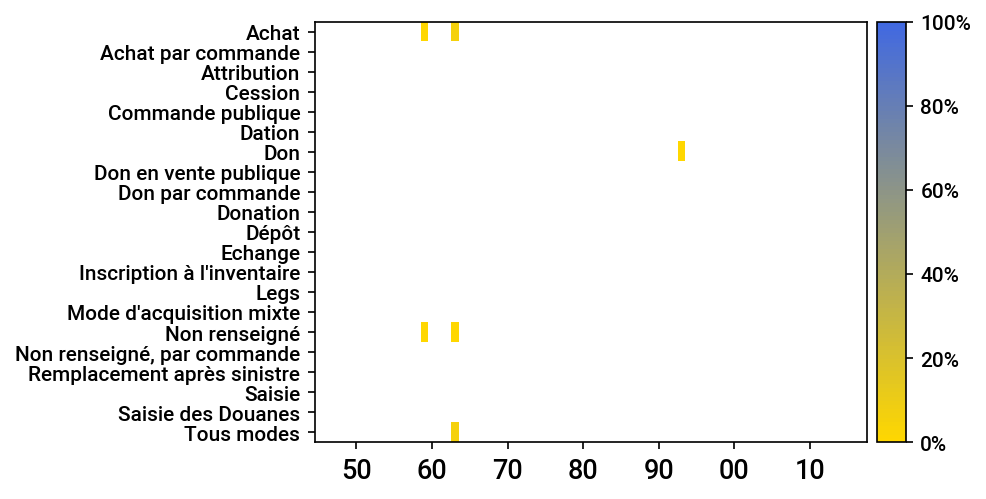 Achat
Achat par commande
Attribution
Cession
Commande publique
Dation
Don
Don en vente publique
Don par commande
Donation
Dépôt
Echange
Inscription à l'inventaire
Legs
Mode d'acquisition mixte
Non renseigné
Non renseigné, par commande
Remplacement après sinistre
Saisie
Saisie des Douanes
Tous modes
50 60 70 80 90 00 10
100%
80%
60%
40%
20%
0%